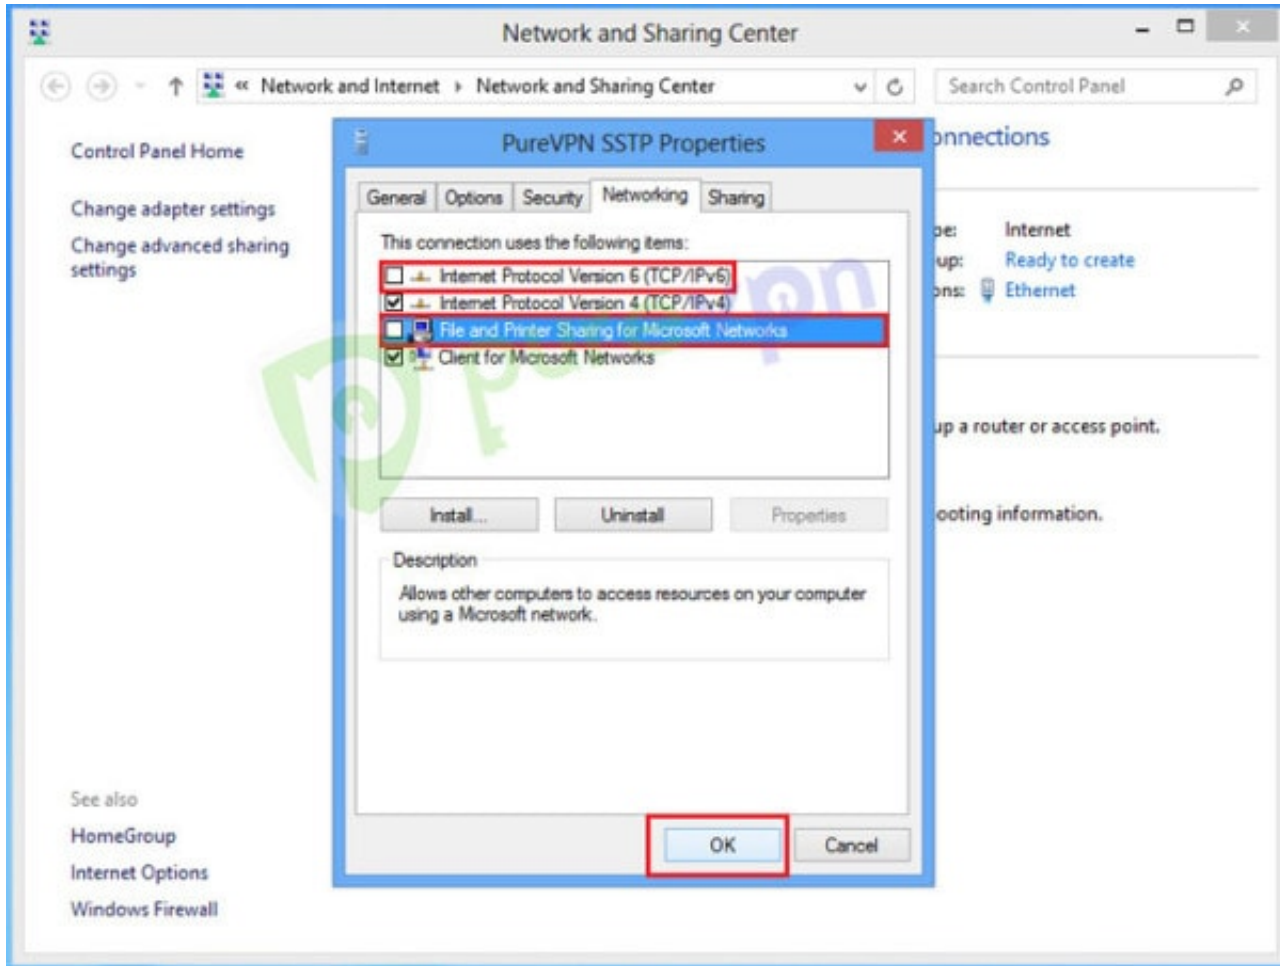 Network and Sharing Center
« Network and Internet Network and Sharing Center
Search Control Panel
Control Panel Home
Change adapter settings
Change advanced sharing
settings
See also
HomeGroup
Internet Options
Windows Firewall
PureVPN SSTP Properties
General Options Security Networking Sharing
This connection uses the following items:
Internet Protocol Version 6 (TCP/IPv6)
Internet Protocol Version 4 (TCP/IPv4)
File and Printer Sharing for Microsoft Networks
Client for Microsoft Networks
purevpn
Install... Uninstall Properties
Description
Allows other computers to access resources on your computer
using a Microsoft network.
OK Cancel
onnections
pe: Internet
up: Ready to create
ons: Ethernet
up a router or access point.
ooting information.